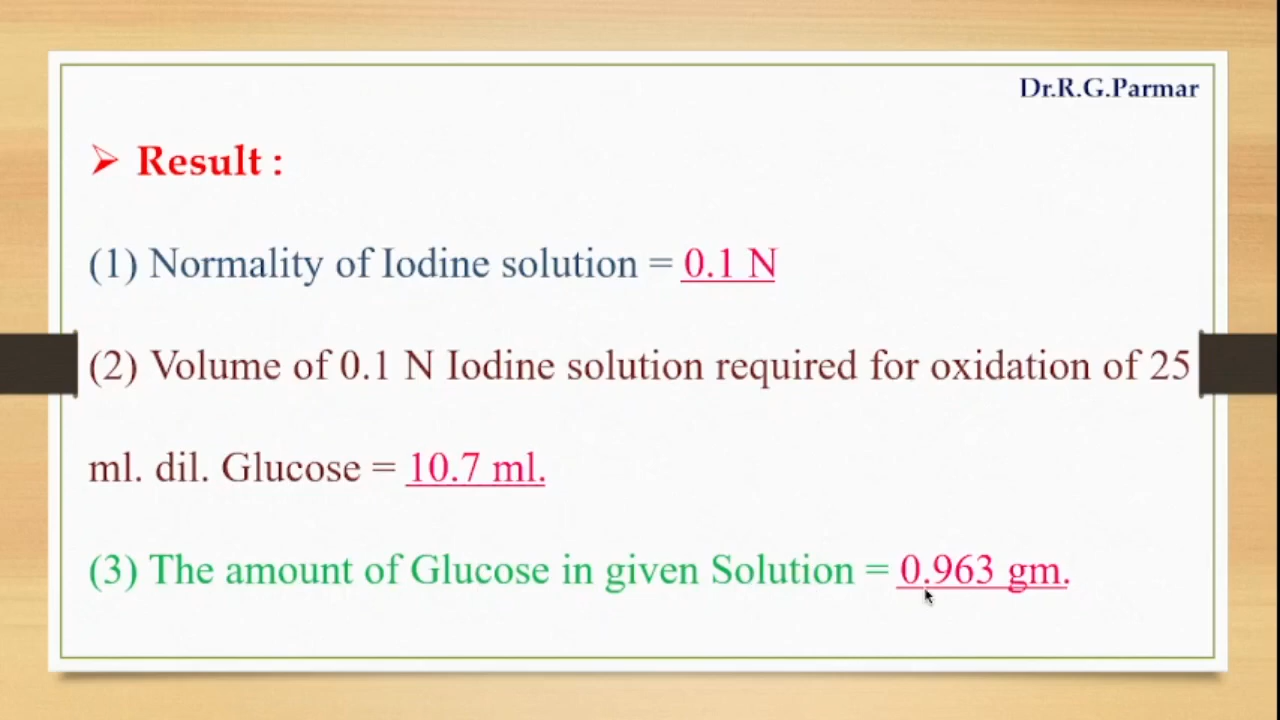 Dr.R.G.Parmar
➢ Result :
(1) Normality of Iodine solution = 0.1 N
(2) Volume of 0.1 N Iodine solution required for oxidation of 25
ml. dil. Glucose = 10.7 ml.
(3) The amount of Glucose in given Solution = 0.963 gm.